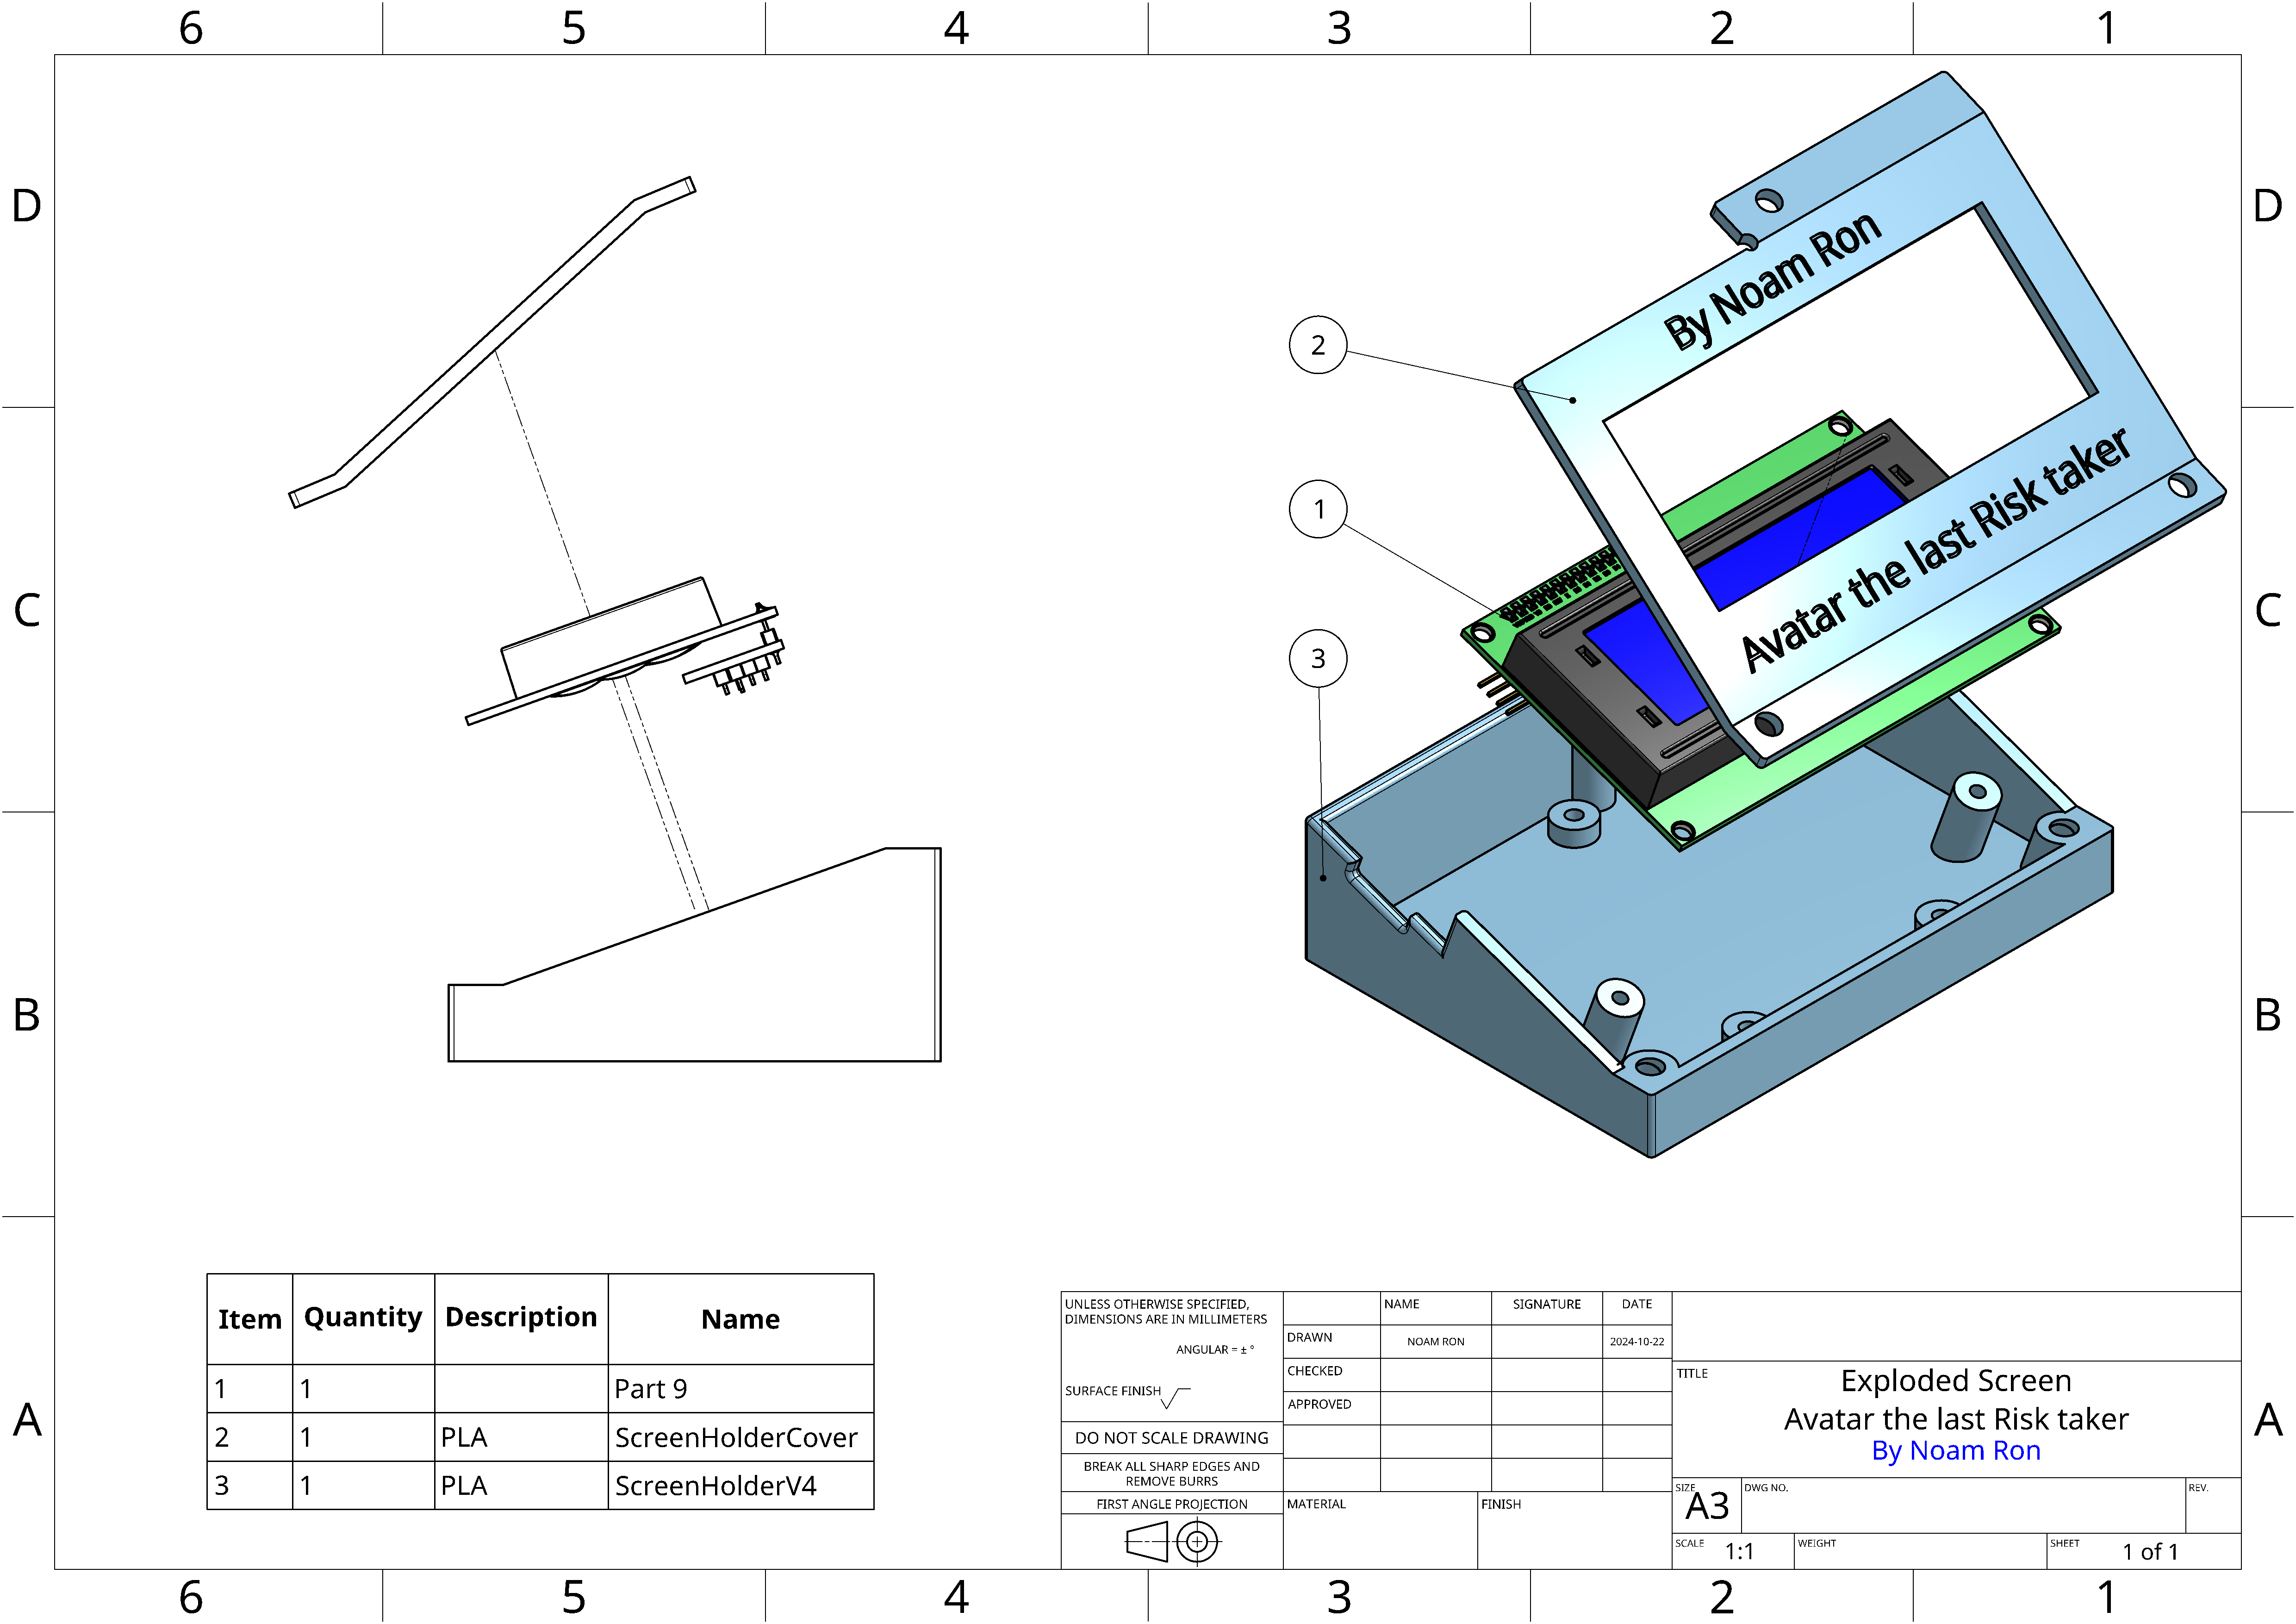 6 5 4 3 2 1
D D
C C
B B
A A
By Noam Ron
Avatar the last Risk taker
2
1
3
Item Quantity Description Name
1 1 Part 9
2 1 PLA ScreenHolderCover
3 1 PLA ScreenHolderV4
UNLESS OTHERWISE SPECIFIED,
DIMENSIONS ARE IN MILLIMETERS
ANGULAR = ± °
SURFACE FINISH
DO NOT SCALE DRAWING
BREAK ALL SHARP EDGES AND
REMOVE BURRS
FIRST ANGLE PROJECTION
NAME SIGNATURE DATE
DRAWN NOAM RON 2024-10-22
CHECKED
APPROVED
MATERIAL FINISH
TITLE
Exploded Screen
Avatar the last Risk taker
By Noam Ron
SIZE
A3
DWG NO.
REV.
SCALE 1:1
WEIGHT
SHEET 1 of 1
6 5 4 3 2 1